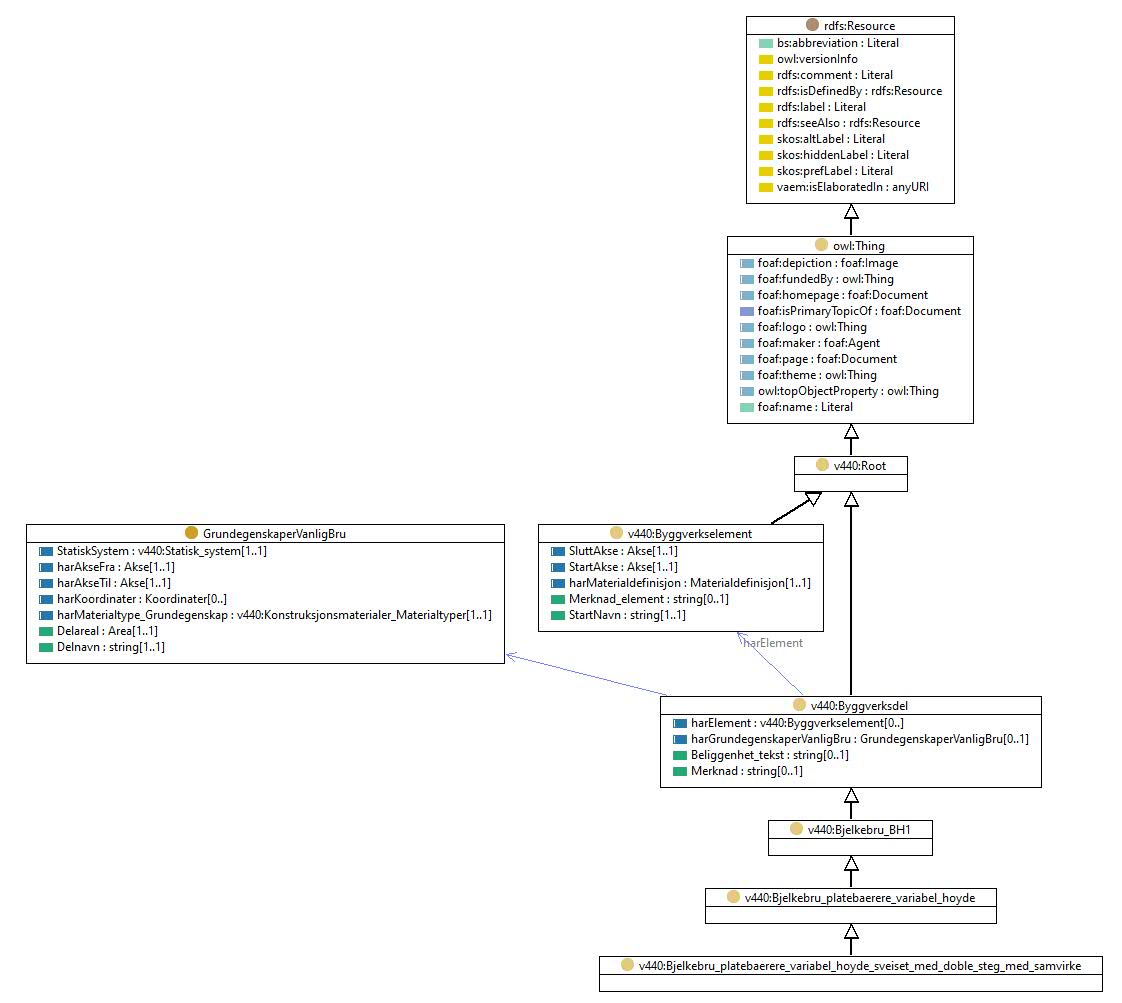 rdfs:Resource
bs:abbreviation : Literal
owl:versionInfo
rdfs:comment : Literal
rdfs:isDefinedBy : rdfs:Resource
rdfs:label : Literal
rdfs:seeAlso : rdfs:Resource
skos:altLabel : Literal
skos:hiddenLabel : Literal
skos:prefLabel : Literal
vaem:isElaboratedIn : anyURI
owl:Thing
foaf:depiction : foaf:Image
foaf:fundedBy : owl:Thing
foaf:homepage : foaf:Document
foaf:isPrimaryTopicOf : foaf:Document
foaf:logo : owl:Thing
foaf:maker : foaf:Agent
foaf:page : foaf:Document
foaf:theme : owl:Thing
owl:topObjectProperty : owl:Thing
foaf:name : Literal
v440:Root
GrundegenskaperVanligBru
StatiskSystem : v440:Statisk_system[1..1]
harAkseFra : Akse[1..1]
harAkseTil : Akse[1..1]
harKoordinater : Koordinater[0..]
harMaterialtype_Grundegenskap : v440:Konstruksjonsmaterialer_Materialtyper[1..1]
Delareal : Area[1..1]
Delnavn : string[1..1]
v440:Byggverkselement
SluttAkse : Akse[1..1]
StartAkse : Akse[1..1]
harMaterialdefinisjon : Materialdefinisjon[1..1]
Merknad_element : string[0..1]
StartNavn : string[1..1]
harElement
v440:Byggverksdel
harElement : v440:Byggverkselement[0..]
harGrundegenskaperVanligBru : GrundegenskaperVanligBru[0..1]
Beliggenhet_tekst : string[0..1]
Merknad : string[0..1]
v440:Bjelkebru_BH1
v440:Bjelkebru_platebaerere_variabel_hoyde
v440:Bjelkebru_platebaerere_variabel_hoyde_sveiset_med_doble_steg_med_samvirke